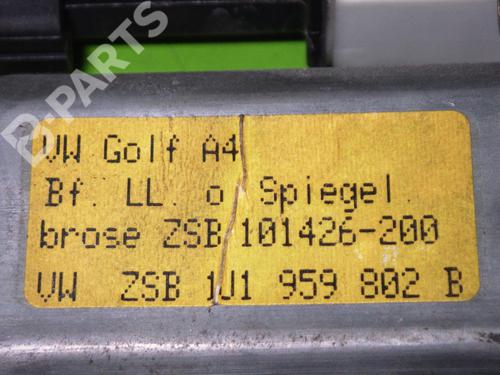 B-PARTS
VW Golf A4
Bf. LL. o Spiegel
brose ZSB 101426-200
VW ZSB 1J1 959 802 B